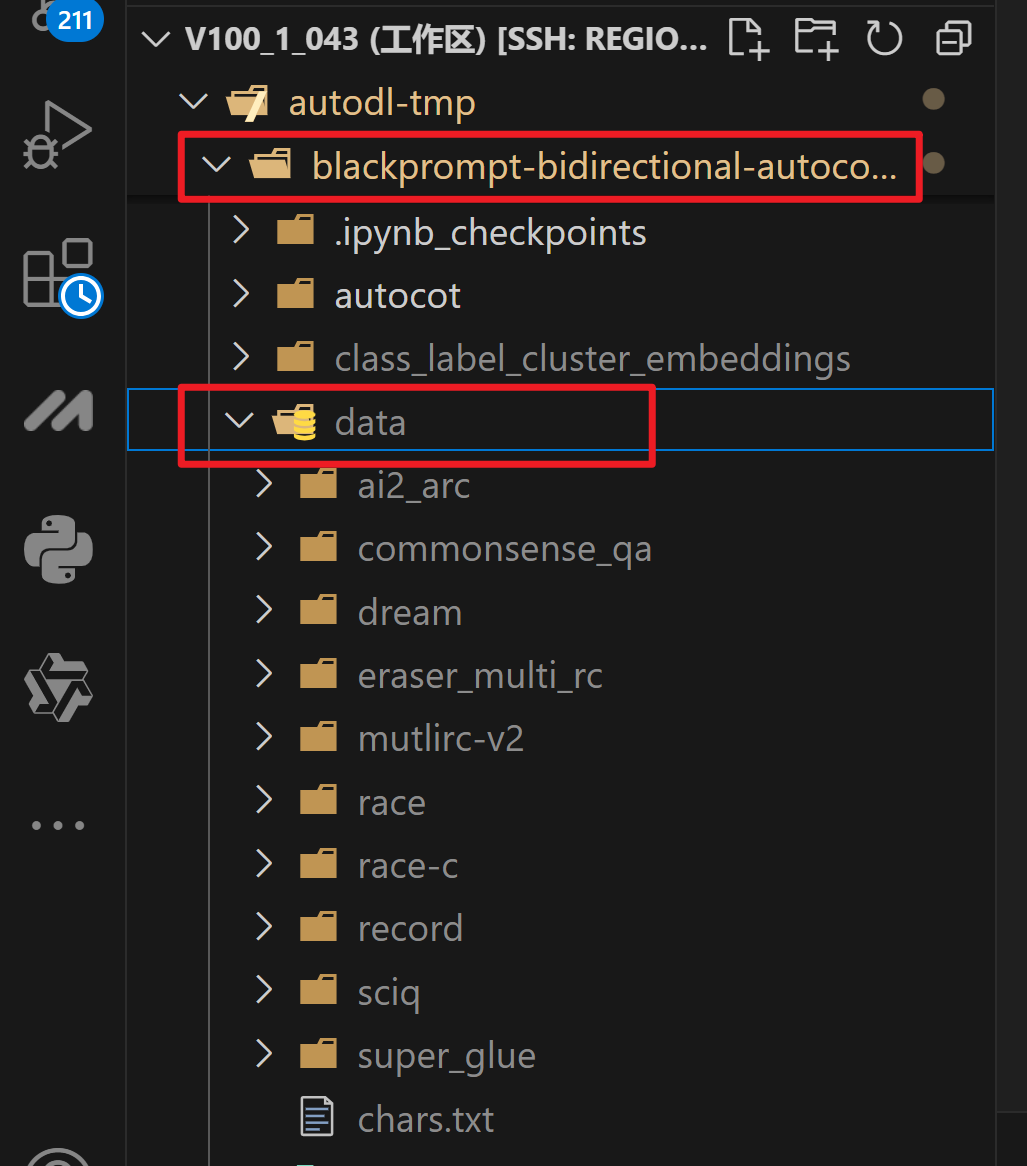 211
V100_1_043 (工作区) [SSH: REGIO...
autodl-tmp
blackprompt-bidirectional-autoco...
.ipynb_checkpoints
autocot
class_label_cluster_embeddings
data
ai2_arc
commonsense_qa
dream
eraser_multi_rc
mutlirc-v2
race
race-c
record
sciq
super_glue
chars.txt